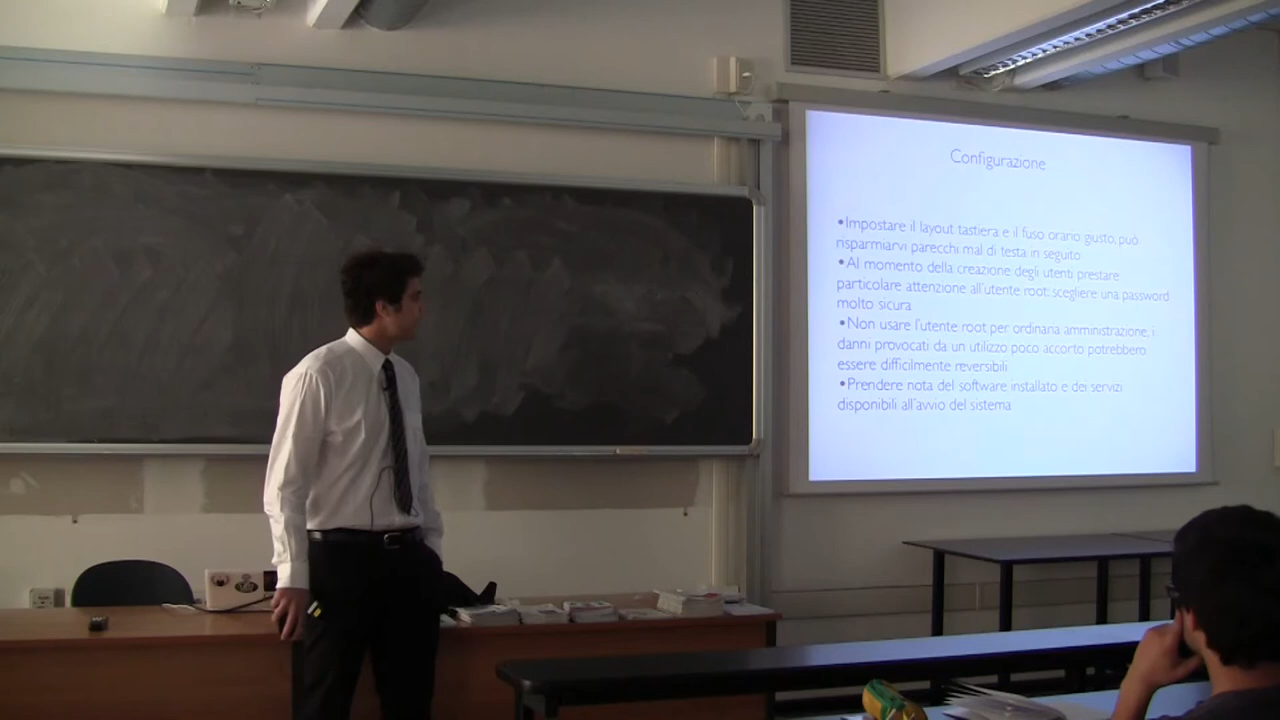 Configurazione
•Impostare il layout tastiera e il fuso orario giusto, può
risparmiarvi parecchi mal di testa in seguito
•Al momento della creazione degli utenti prestare
particolare attenzione all'utente root: scegliere una password
molto sicura
•Non usare l'utente root per ordinaria amministrazione, i
danni provocati da un utilizzo poco accorto potrebbero
essere difficilmente reversibili
•Prendere nota del software installato e dei servizi
disponibili all'avvio del sistema